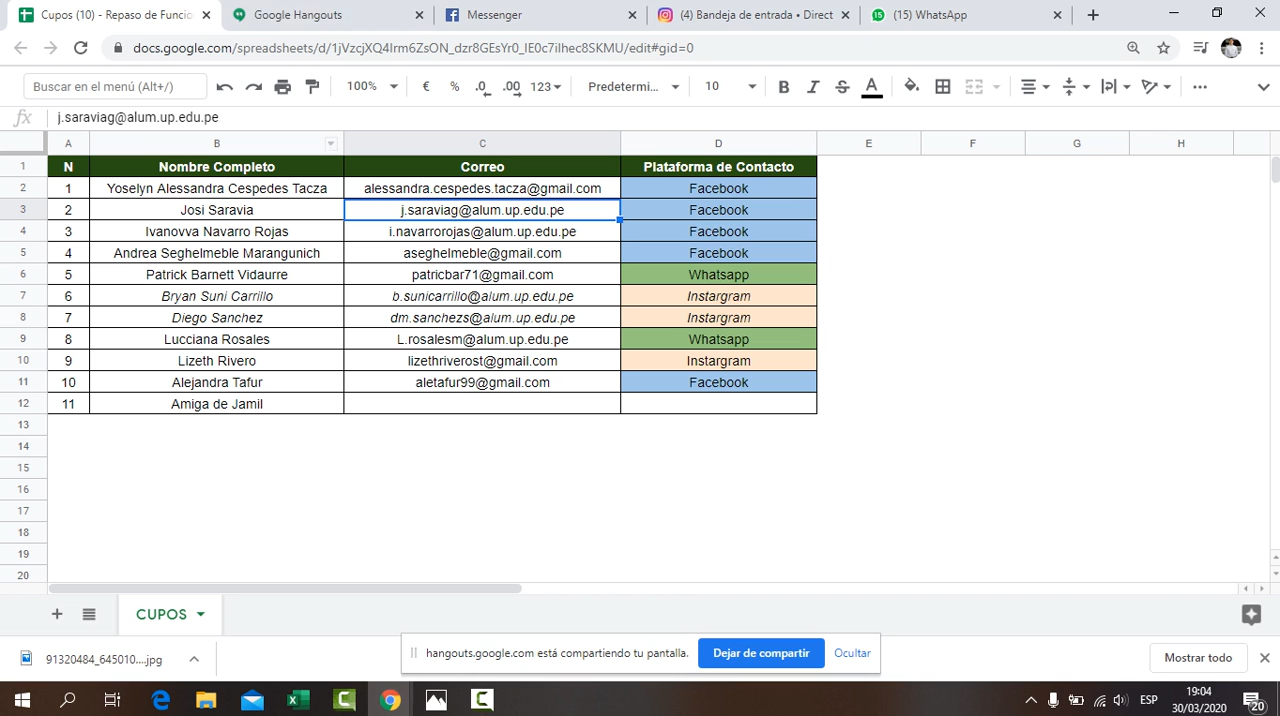 Cupos (10) - Repaso de Funcio
Google Hangouts
Messenger
(4) Bandeja de entrada • Direct
(15) WhatsApp
Buscar en el menú (Alt+/)
100%
€
%
.0
.00
123
Predetermi...
10
B
I
S
A
fx
j.saraviag@alum.up.edu.pe
A B C D E F G H
1 N Nombre Completo Correo Plataforma de Contacto
2 1 Yoselyn Alessandra Cespedes Tacza alessandra.cespedes.tacza@gmail.com Facebook
3 2 Josi Saravia j.saraviag@alum.up.edu.pe Facebook
4 3 Ivanovva Navarro Rojas i.navarrorojas@alum.up.edu.pe Facebook
5 4 Andrea Seghelmeble Marangunich aseghelmeble@gmail.com Facebook
6 5 Patrick Barnett Vidaurre patricbar71@gmail.com Whatsapp
7 6 Bryan Suni Carrillo b.sunicarrillo@alum.up.edu.pe Instargram
8 7 Diego Sanchez dm.sanchezs@alum.up.edu.pe Instargram
9 8 Lucciana Rosales L.rosalesm@alum.up.edu.pe Whatsapp
10 9 Lizeth Rivero lizethriverost@gmail.com Instargram
11 10 Alejandra Tafur aletafur99@gmail.com Facebook
12 11 Amiga de Jamil
13
14
15
16
17
18
19
20
CUPOS
91320484_645010....jpg
hangouts.google.com está compartiendo tu pantalla.
Dejar de compartir
Ocultar
Mostrar todo
ESP
19:04
30/03/2020
20